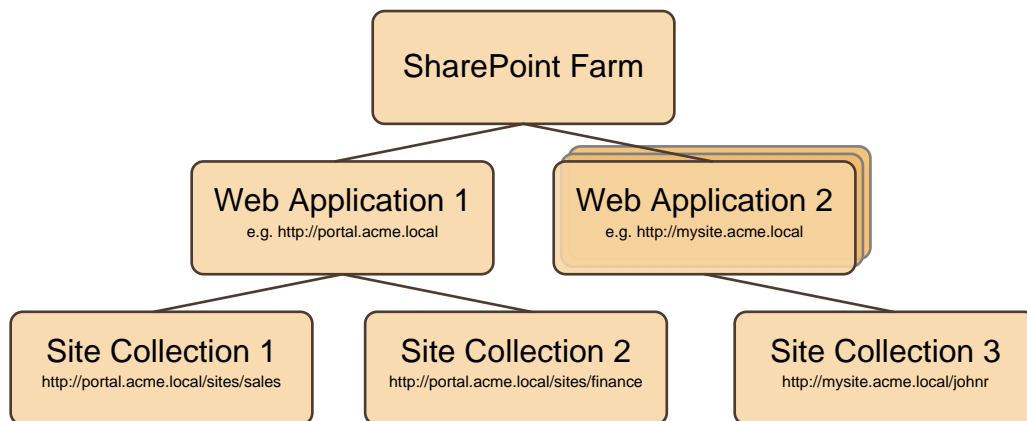 SharePoint Farm
Web Application 1
e.g. http://portal.acme.local
Web Application 2
e.g. http://mysite.acme.local
Site Collection 1
http://portal.acme.local/sites/sales
Site Collection 2
http://portal.acme.local/sites/finance
Site Collection 3
http://mysite.acme.local/johnr